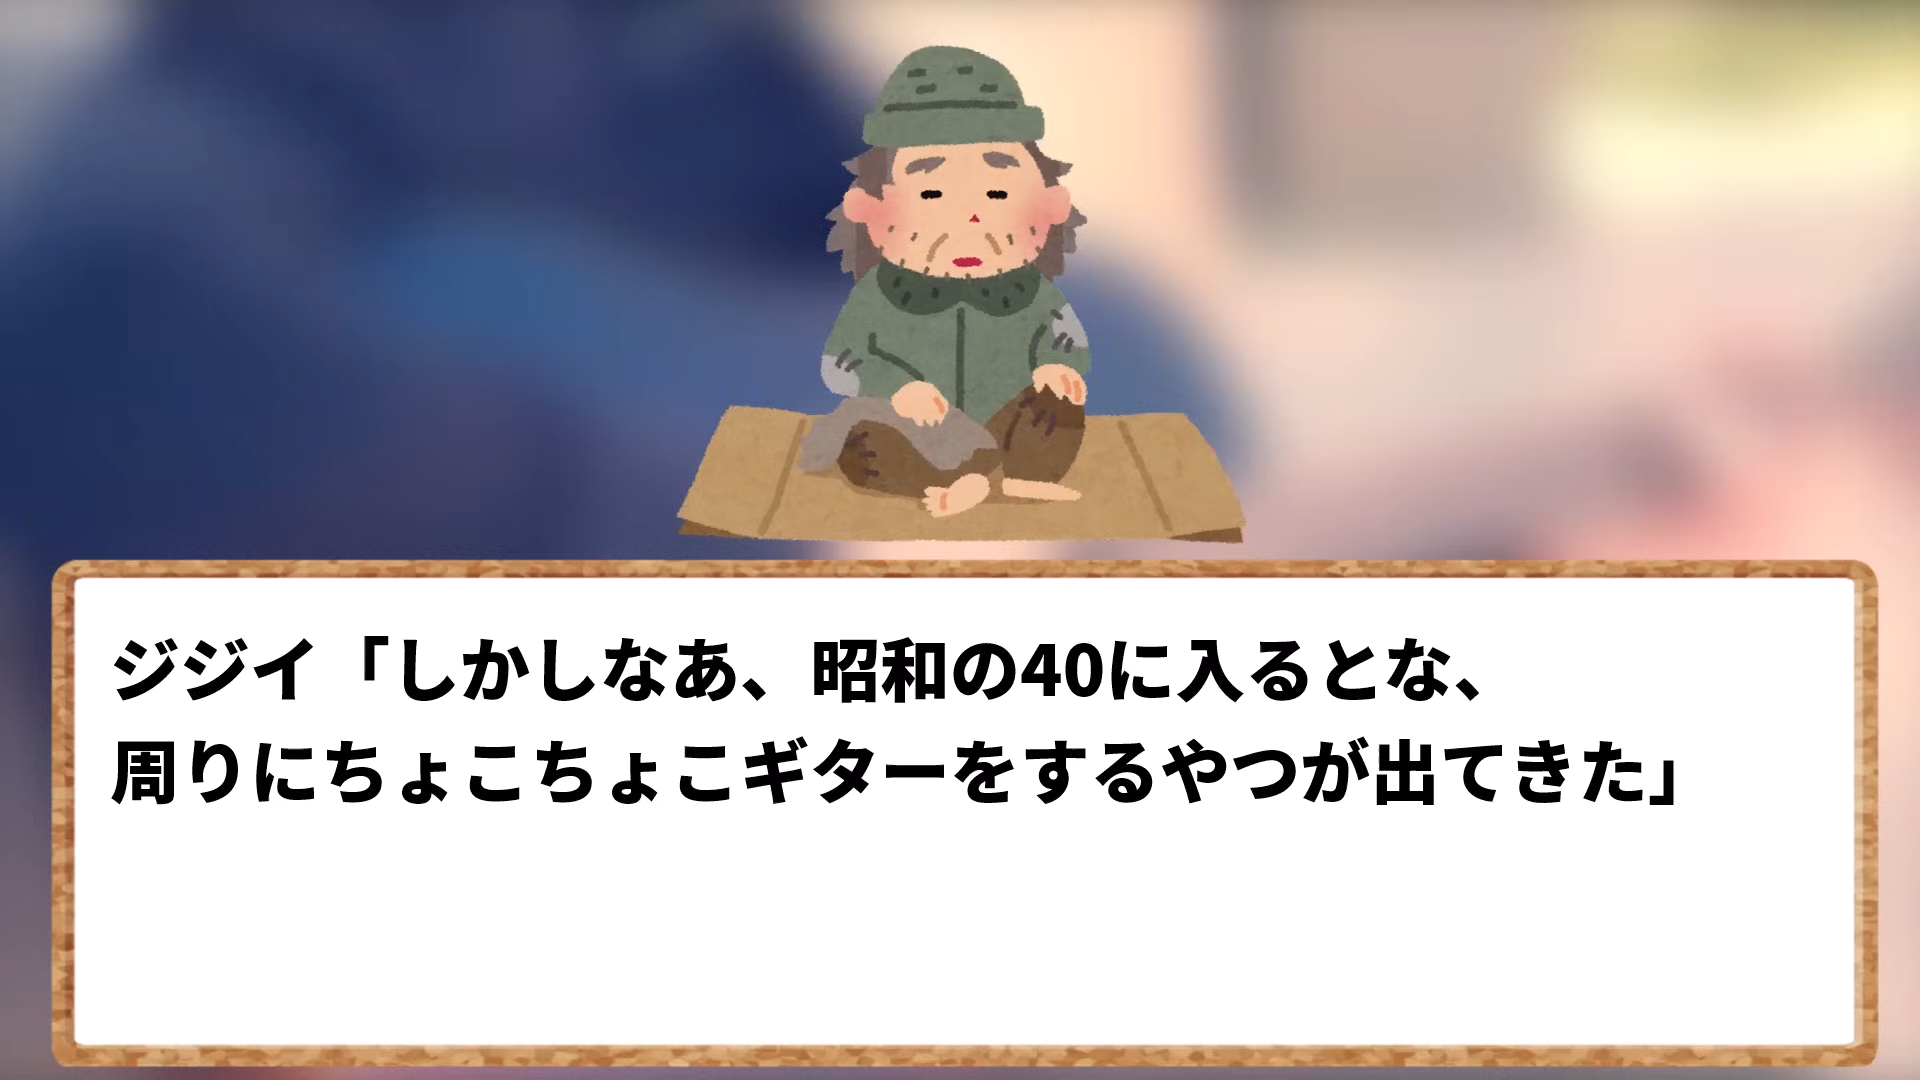 ジジイ「しかしなあ、昭和の40に入るとな、
周りにちょこちょこギターをするやつが出てきた」